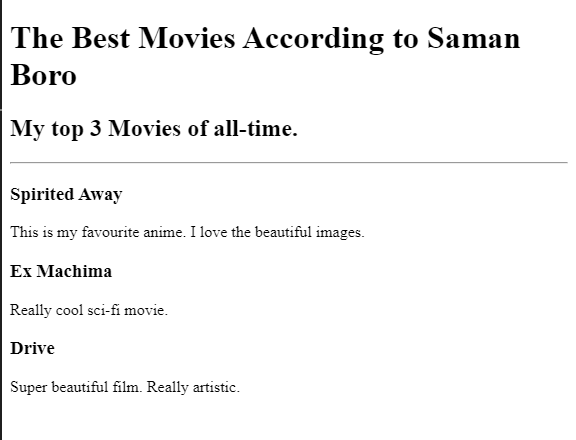 The Best Movies According to Saman
Boro
My top 3 Movies of all-time.
Spirited Away
This is my favourite anime. I love the beautiful images.
Ex Machima
Really cool sci-fi movie.
Drive
Super beautiful film. Really artistic.